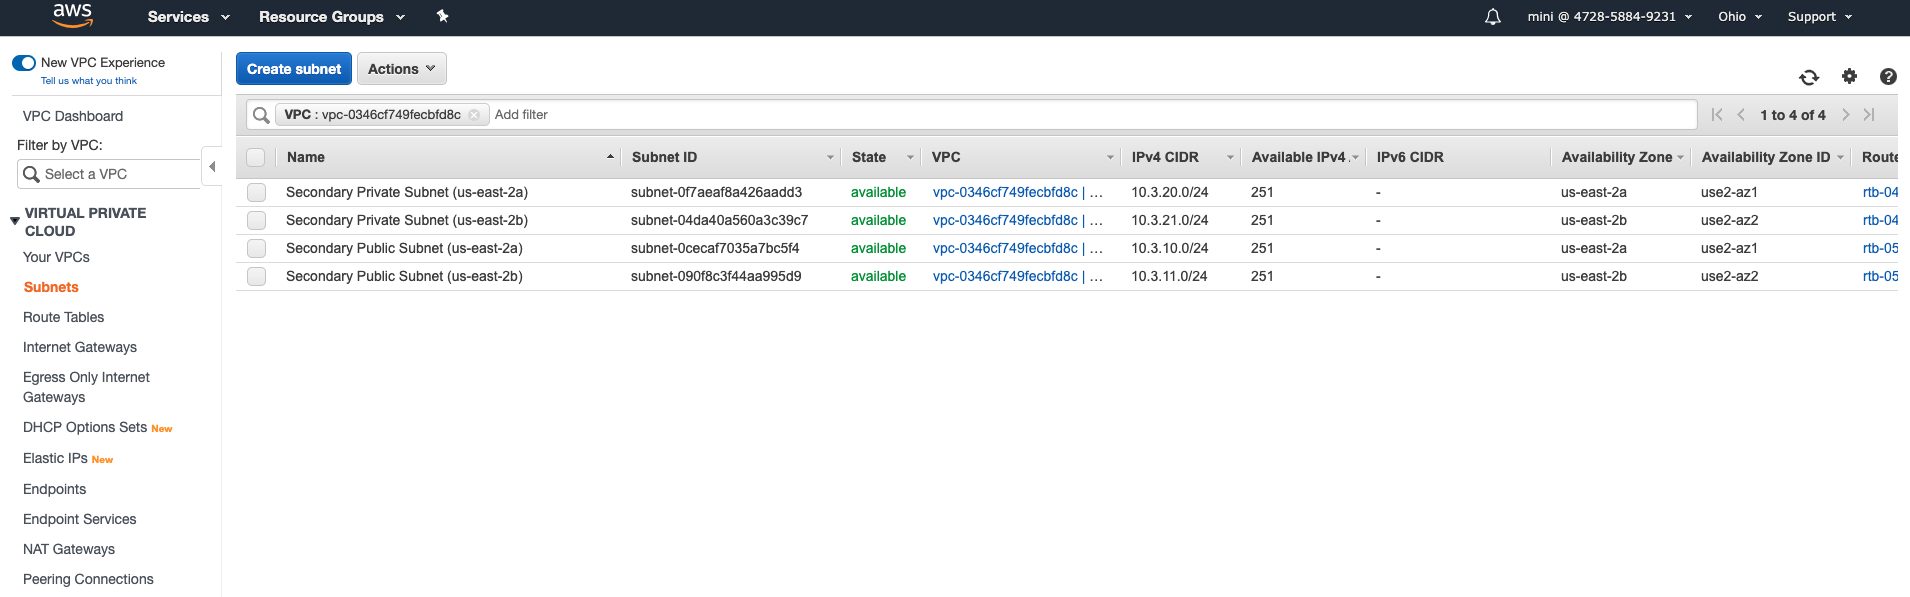 aws Services Resource Groups mini @ 4728-5884-9231 Ohio Support
New VPC Experience
Tell us what you think
VPC Dashboard
Filter by VPC:
Select a VPC
VIRTUAL PRIVATE
CLOUD
Your VPCs
Subnets
Route Tables
Internet Gateways
Egress Only Internet
Gateways
DHCP Options Sets New
Elastic IPs New
Endpoints
Endpoint Services
NAT Gateways
Peering Connections
Create subnet Actions
VPC : vpc-0346cf749fecbfd8c Add filter 1 to 4 of 4
Name Subnet ID State VPC IPv4 CIDR Available IPv4 IPv6 CIDR Availability Zone Availability Zone ID Route
Secondary Private Subnet (us-east-2a) subnet-0f7aeaf8a426aadd3 available vpc-0346cf749fecbfd8c | ... 10.3.20.0/24 251 - us-east-2a use2-az1 rtb-04
Secondary Private Subnet (us-east-2b) subnet-04da40a560a3c39c7 available vpc-0346cf749fecbfd8c | ... 10.3.21.0/24 251 - us-east-2b use2-az2 rtb-04
Secondary Public Subnet (us-east-2a) subnet-0cecaf7035a7bc5f4 available vpc-0346cf749fecbfd8c | ... 10.3.10.0/24 251 - us-east-2a use2-az1 rtb-05
Secondary Public Subnet (us-east-2b) subnet-090f8c3f44aa995d9 available vpc-0346cf749fecbfd8c | ... 10.3.11.0/24 251 - us-east-2b use2-az2 rtb-05